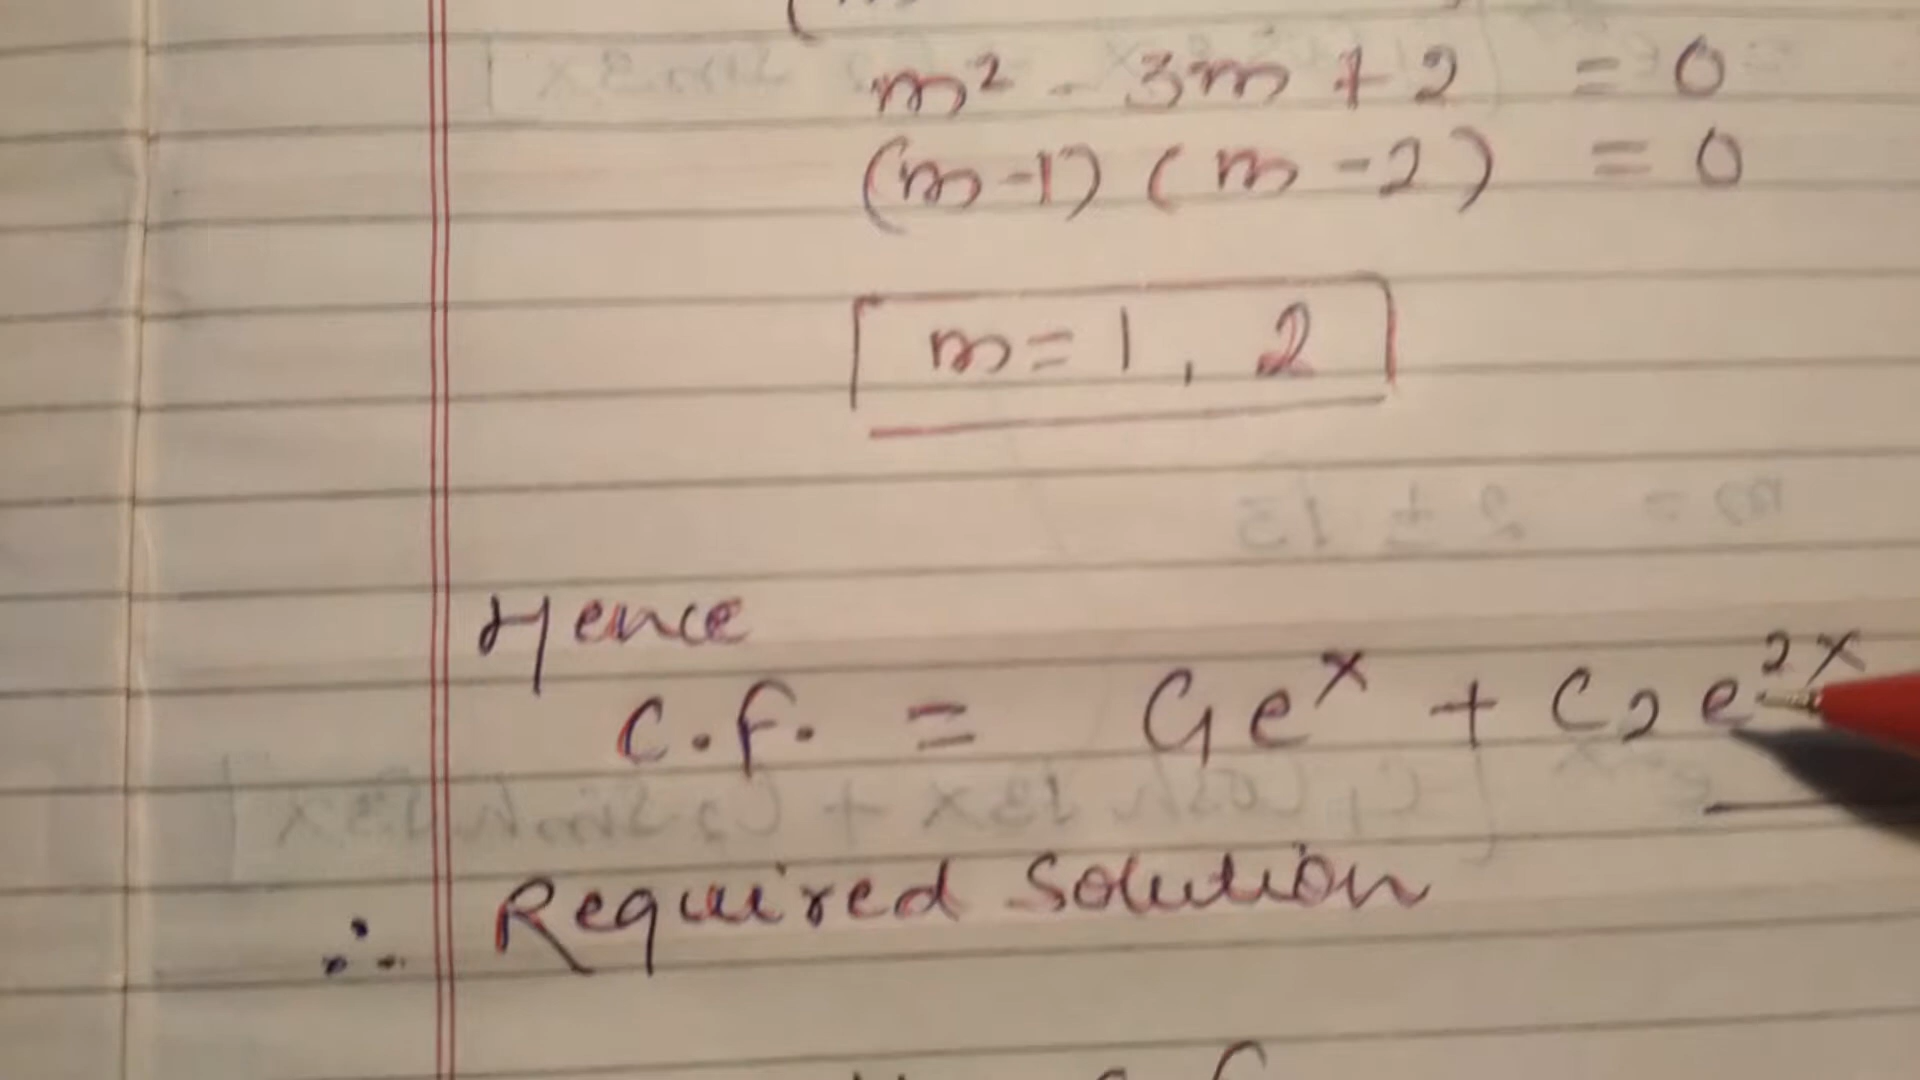 m² - 3m + 2 = 0
(m-1) (m-2) = 0
m = 1, 2
Hence
C.F. = C₁eˣ + C₂e²ˣ
∴ Required Solution